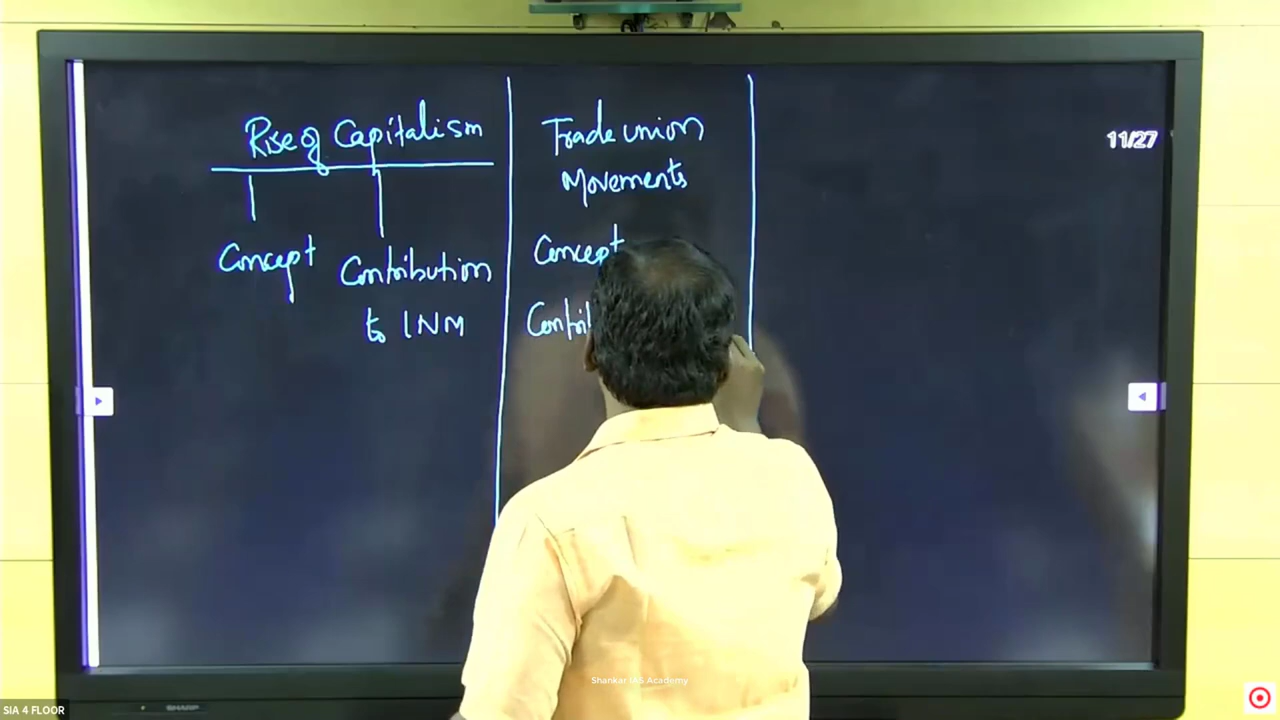 Rise of Capitalism
Concept
Contribution
to INM
Trade union
Movements
Concept
11/27
Shankar IAS Academy
SIA 4 FLOOR
SHARP